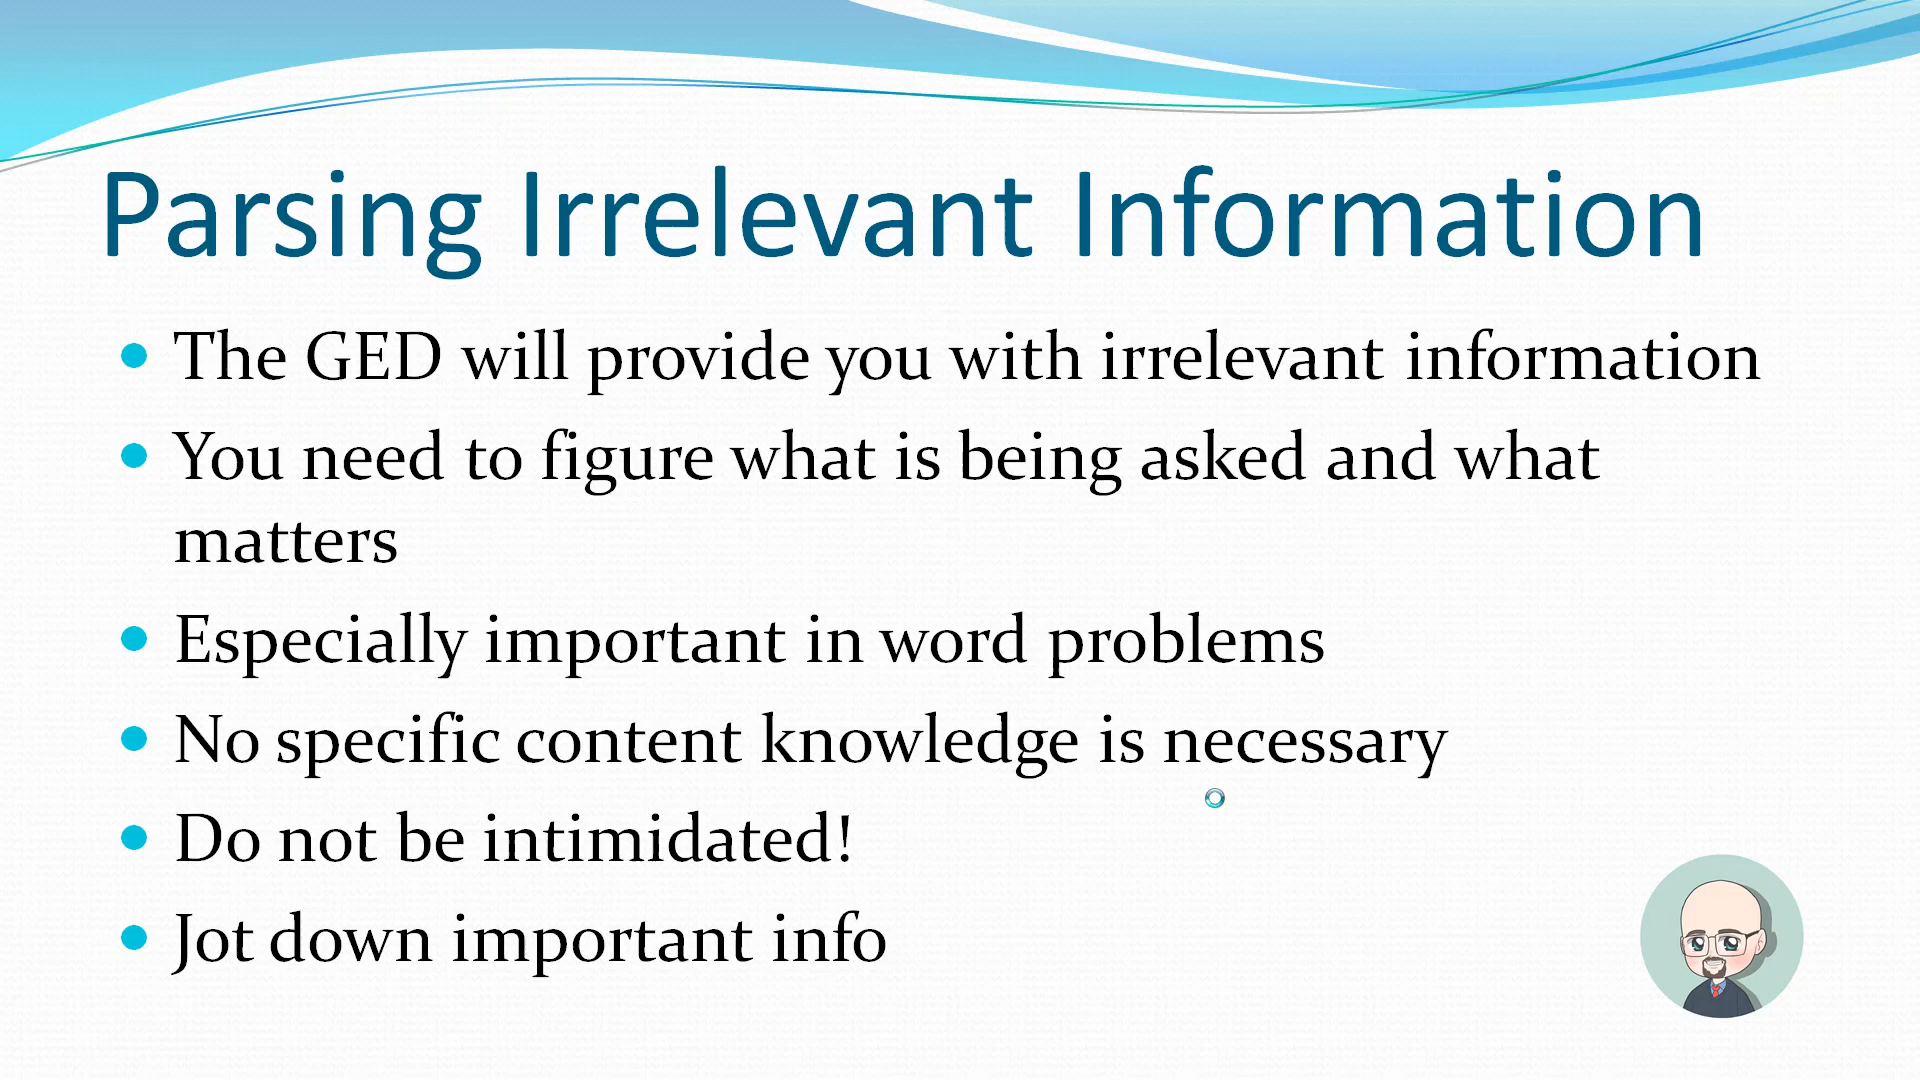 Parsing Irrelevant Information
The GED will provide you with irrelevant information
You need to figure what is being asked and what
matters
Especially important in word problems
No specific content knowledge is necessary
Do not be intimidated!
Jot down important info